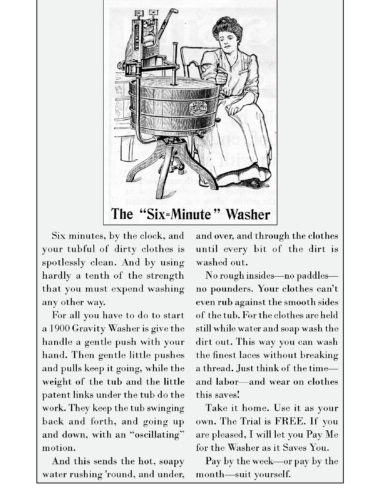 The "Six=Minute" Washer
Six minutes, by the clock, and
your tubful of dirty clothes is
spotlessly clean. And by using
hardly a tenth of the strength
that you must expend washing
any other way.
For all you have to do to start
a 1900 Gravity Washer is give the
handle a gentle push with your
hand. Then gentle little pushes
and pulls keep it going, while the
weight of the tub and the little
patent links under the tub do the
work. They keep the tub swinging
back and forth, and going up
and down, with an "oscillating"
motion.
And this sends the hot, soapy
water rushing 'round, and under,
and over, and through the clothes
until every bit of the dirt is
washed out.
No rough insides—no paddles—
no pounders. Your clothes can't
even rub against the smooth sides
of the tub. For the clothes are held
still while water and soap wash the
dirt out. This way you can wash
the finest laces without breaking
a thread. Just think of the time—
and labor—and wear on clothes
this saves!
Take it home. Use it as your
own. The Trial is FREE. If you
are pleased, I will let you Pay Me
for the Washer as it Saves You.
Pay by the week—or pay by the
month—suit yourself.